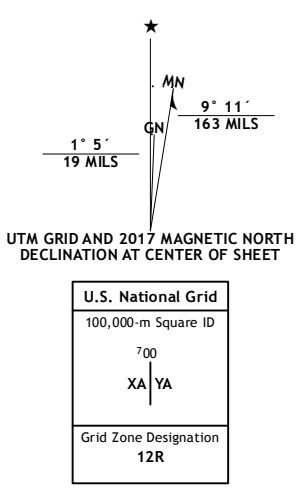 MN
9° 11´
163 MILS
GN
1° 5´
19 MILS
UTM GRID AND 2017 MAGNETIC NORTH
DECLINATION AT CENTER OF SHEET
U.S. National Grid
100,000-m Square ID
⁷00
XA YA
Grid Zone Designation
12R